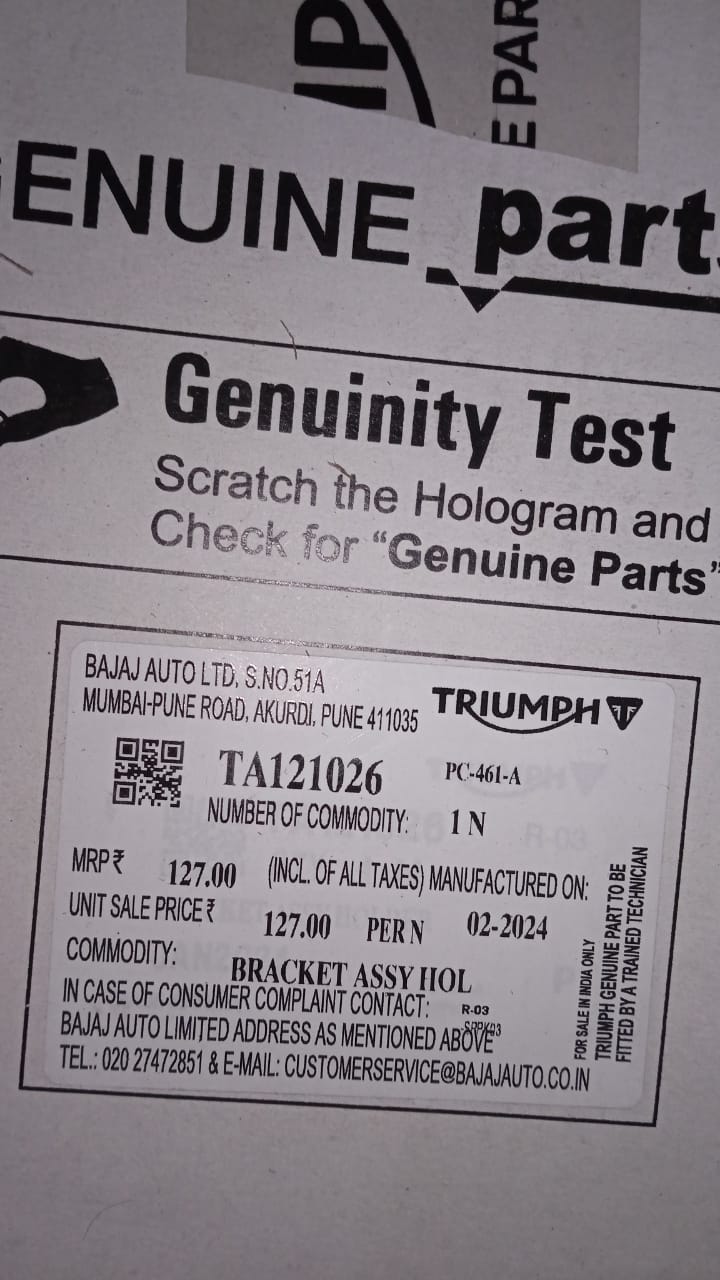 E PAR
ENUINE parts
Genuinity Test
Scratch the Hologram and
Check for "Genuine Parts"
BAJAJ AUTO LTD. S.NO.51A
MUMBAI-PUNE ROAD, AKURDI, PUNE 411035
TRIUMPH
TA121026 PC-461-A
NUMBER OF COMMODITY: 1 N
MRP ₹ 127.00 (INCL. OF ALL TAXES) MANUFACTURED ON:
UNIT SALE PRICE ₹ 127.00 PER N 02-2024
COMMODITY: BRACKET ASSY HOL
IN CASE OF CONSUMER COMPLAINT CONTACT: R-03
BAJAJ AUTO LIMITED ADDRESS AS MENTIONED ABOVE
TEL.: 020 27472851 & E-MAIL: CUSTOMERSERVICE@BAJAJAUTO.CO.IN
FOR SALE IN INDIA ONLY
TRIUMPH GENUINE PART TO BE
FITTED BY A TRAINED TECHNICIAN